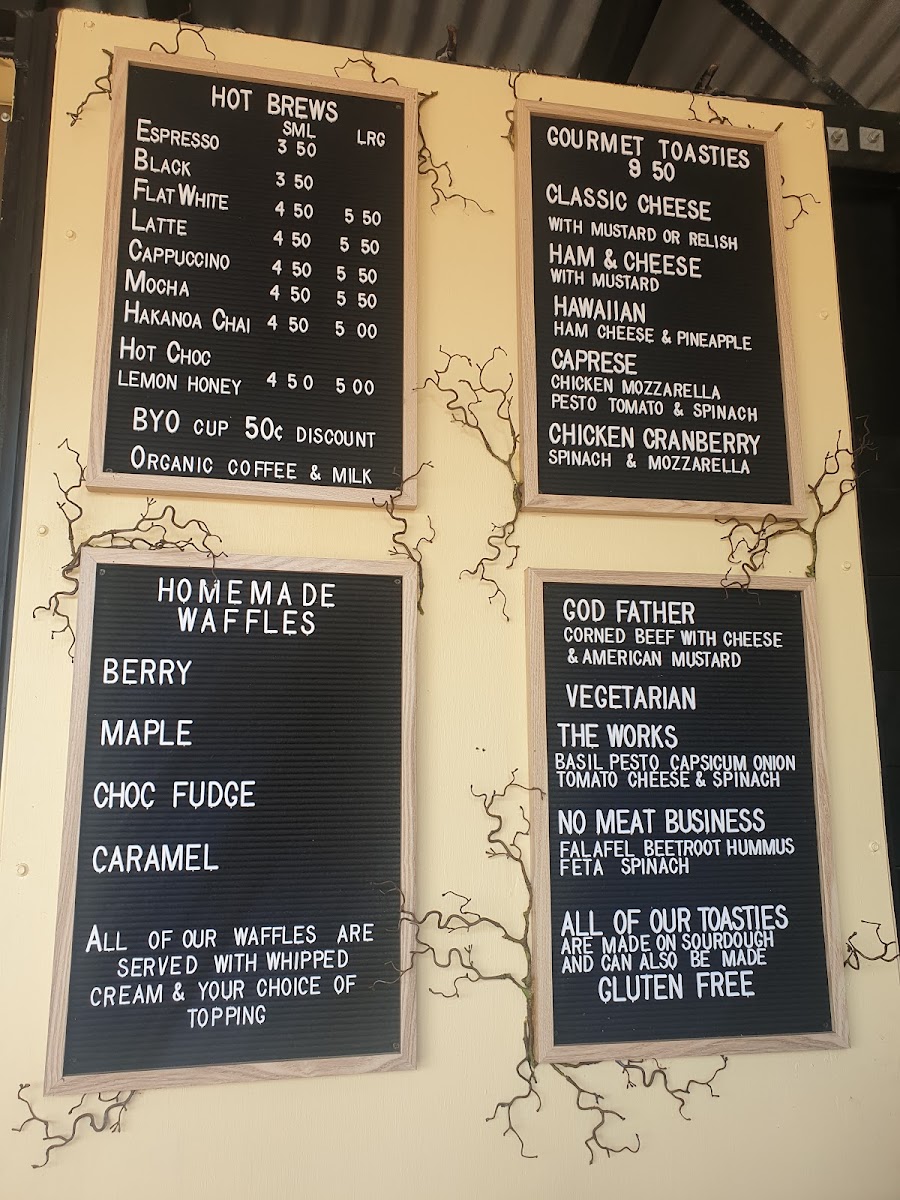 HOT BREWS
SML LRG
ESPRESSO 3 50
BLACK 3 50
FLAT WHITE 4 50 5 50
LATTE 4 50 5 50
CAPPUCCINO 4 50 5 50
MOCHA 4 50 5 50
HAKANOA CHAI 4 50 5 00
HOT CHOC
LEMON HONEY 4 50 5 00
BYO CUP 50¢ DISCOUNT
ORGANIC COFFEE & MILK
GOURMET TOASTIES
9 50
CLASSIC CHEESE
WITH MUSTARD OR RELISH
HAM & CHEESE
WITH MUSTARD
HAWAIIAN
HAM CHEESE & PINEAPPLE
CAPRESE
CHICKEN MOZZARELLA
PESTO TOMATO & SPINACH
CHICKEN CRANBERRY
SPINACH & MOZZARELLA
HOMEMADE
WAFFLES
BERRY
MAPLE
CHOC FUDGE
CARAMEL
ALL OF OUR WAFFLES ARE
SERVED WITH WHIPPED
CREAM & YOUR CHOICE OF
TOPPING
GOD FATHER
CORNED BEEF WITH CHEESE
& AMERICAN MUSTARD
VEGETARIAN
THE WORKS
BASIL PESTO CAPSICUM ONION
TOMATO CHEESE & SPINACH
NO MEAT BUSINESS
FALAFEL BEETROOT HUMMUS
FETA SPINACH
ALL OF OUR TOASTIES
ARE MADE ON SOURDOUGH
AND CAN ALSO BE MADE
GLUTEN FREE